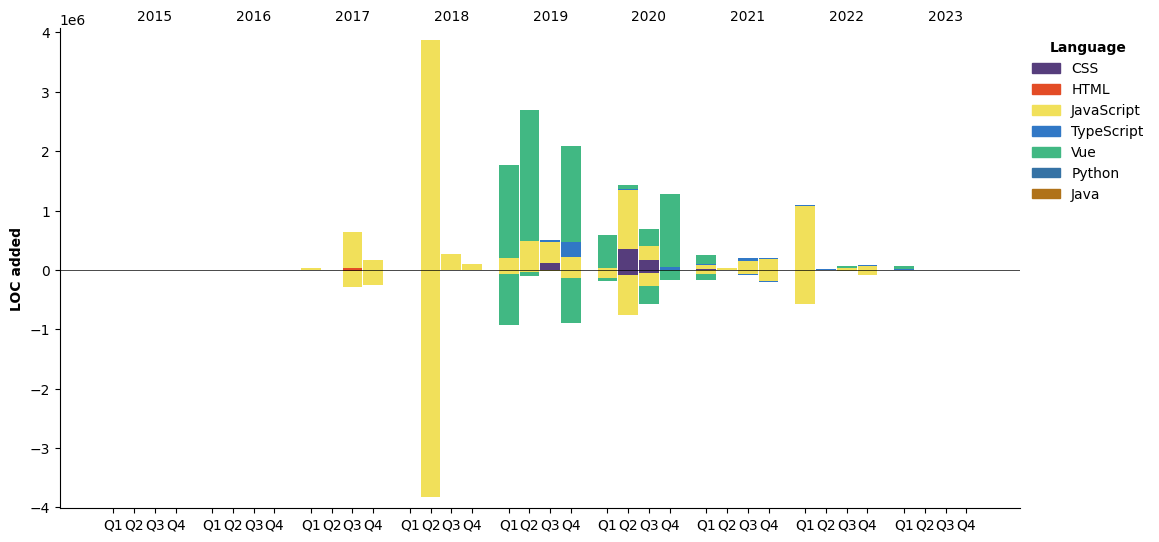 1e6
2015 2016 2017 2018 2019 2020 2021 2022 2023
4
3
2
1
0
−1
−2
−3
−4
LOC added
Q1 Q2 Q3 Q4 Q1 Q2 Q3 Q4 Q1 Q2 Q3 Q4 Q1 Q2 Q3 Q4 Q1 Q2 Q3 Q4 Q1 Q2 Q3 Q4 Q1 Q2 Q3 Q4 Q1 Q2 Q3 Q4 Q1 Q2 Q3 Q4
Language
CSS
HTML
JavaScript
TypeScript
Vue
Python
Java